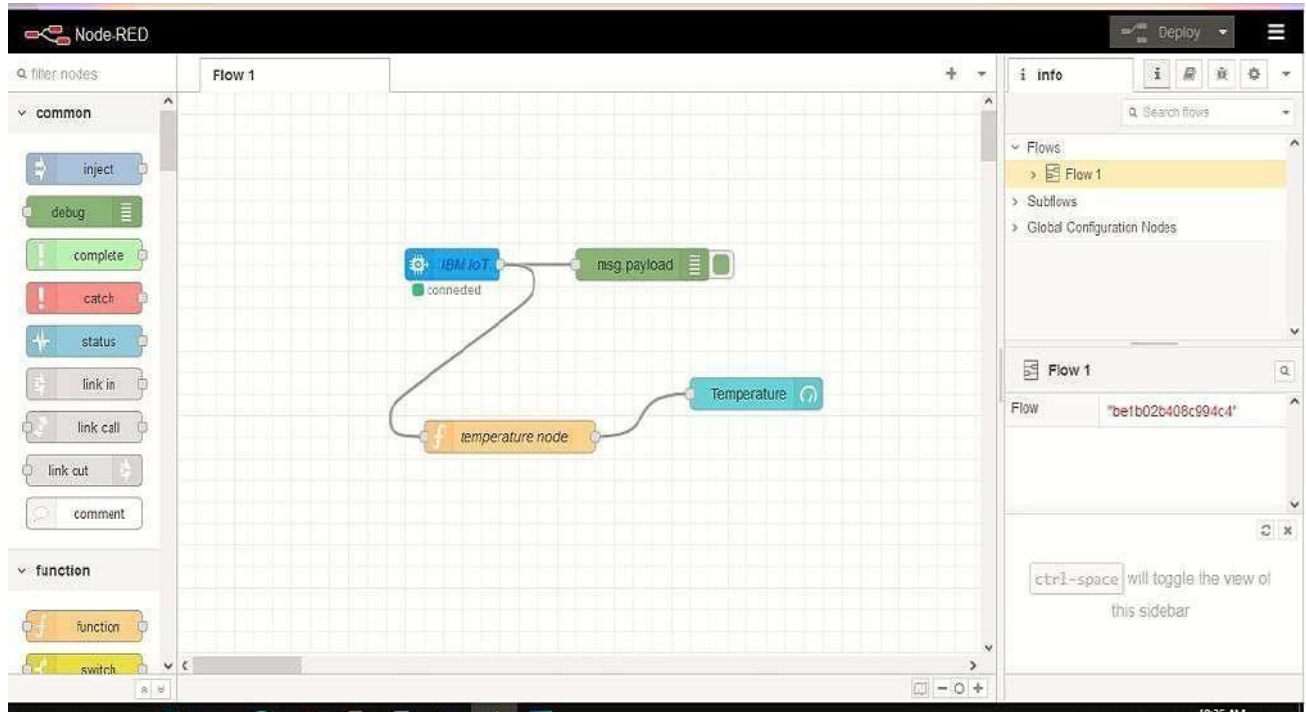 Node-RED
Deploy
filter nodes
Flow 1
common
inject
debug
complete
catch
status
link in
link call
link out
comment
function
function
switch
IBM IoT
connected
msg.payload
Temperature
temperature node
i info
i
Search flows
Flows
Flow 1
Subflows
Global Configuration Nodes
Flow 1
Flow "be1b02b408c994c4"
ctrl-space will toggle the view of
this sidebar